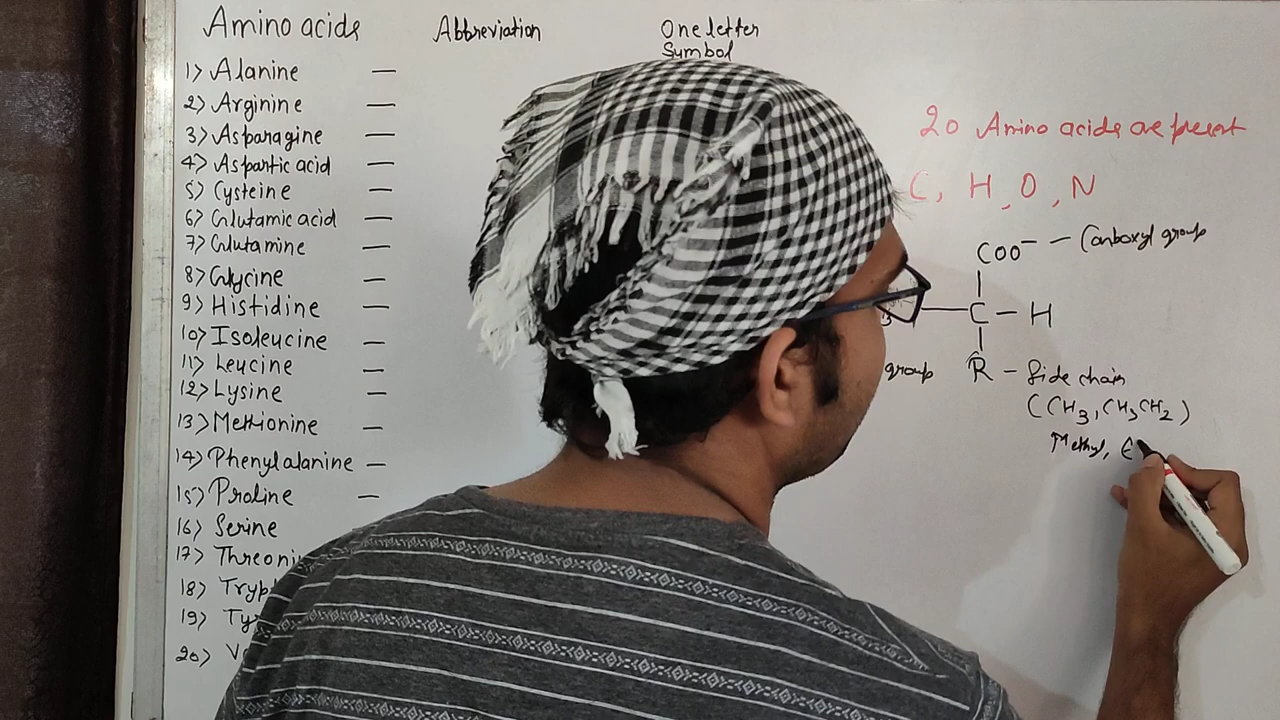 Amino acids Abbreviation One letter Symbol
1) Alanine —
2) Arginine —
3) Asparagine —
4) Aspartic acid —
5) Cysteine —
6) Glutamic acid —
7) Glutamine —
8) Glycine —
9) Histidine —
10) Isoleucine —
11) Leucine —
12) Lysine —
13) Methionine —
14) Phenylalanine —
15) Proline —
16) Serine
17) Threoni
18) Tryp
19) Ty
20) V
20 Amino acids are present
C, H, O, N
COO⁻ — Carboxyl group
C — H
group R — Side chain
(CH3, CH3CH2)
Methyl, E